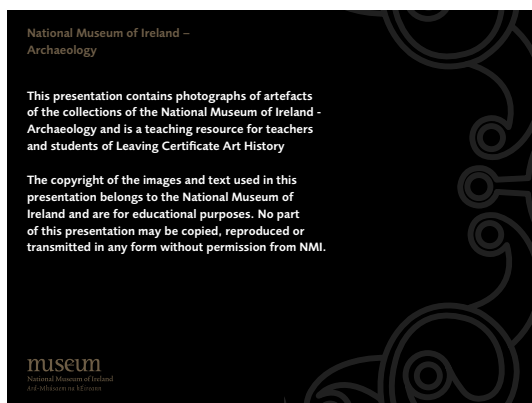 National Museum of Ireland –
Archaeology
This presentation contains photographs of artefacts
of the collections of the National Museum of Ireland -
Archaeology and is a teaching resource for teachers
and students of Leaving Certificate Art History
The copyright of the images and text used in this
presentation belongs to the National Museum of
Ireland and are for educational purposes. No part
of this presentation may be copied, reproduced or
transmitted in any form without permission from NMI.
museum
National Museum of Ireland
Ard-Mhúsaem na hÉireann